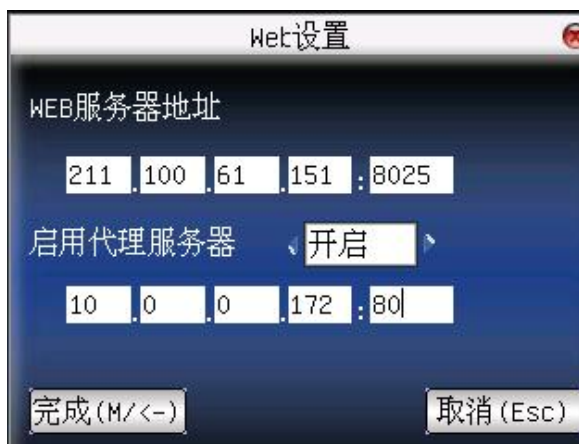 Web设置
WEB服务器地址
211.100.61.151:8025
启用代理服务器 开启
10.0.0.172:80
完成(M/<-) 取消(Esc)